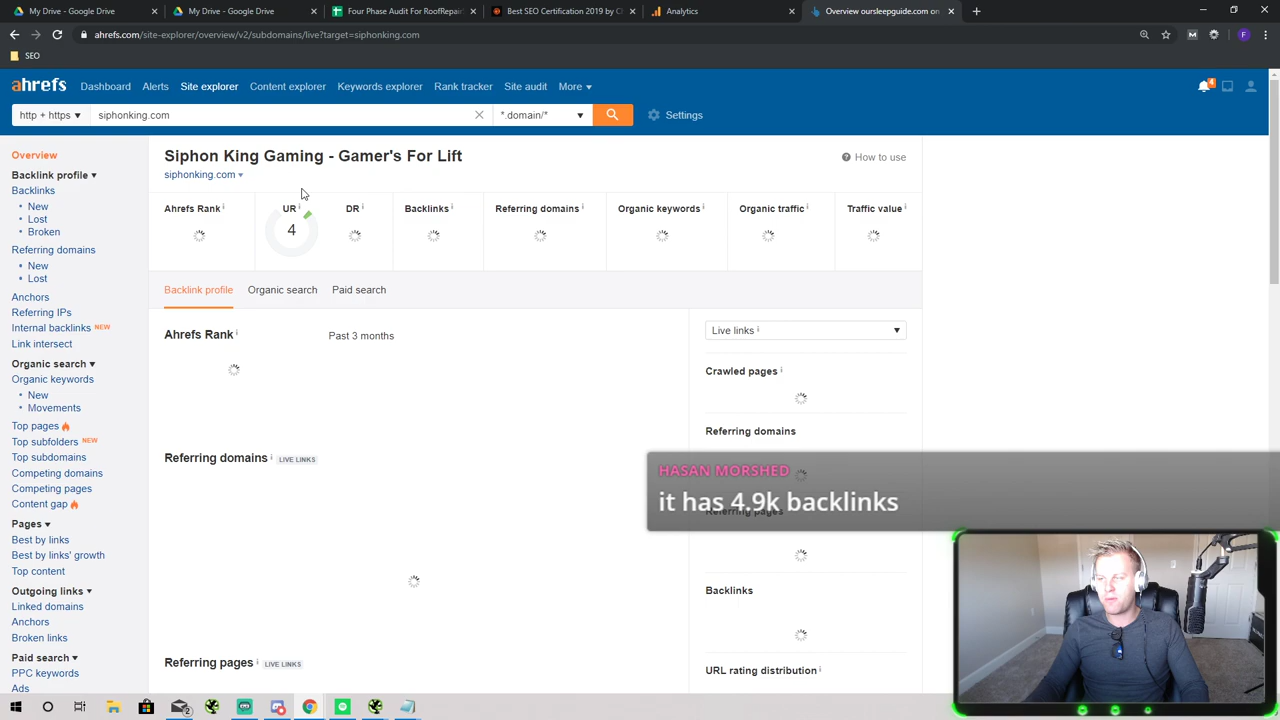 My Drive - Google Drive
My Drive - Google Drive
Four Phase Audit For RoofRepair
Best SEO Certification 2019 by C
Analytics
Overview oursleepguide.com on
ahrefs.com/site-explorer/overview/v2/subdomains/live?target=siphonking.com
F
SEO
ahrefs
Dashboard
Alerts
Site explorer
Content explorer
Keywords explorer
Rank tracker
Site audit
More
4
http + https
siphonking.com
*.domain/*
Settings
Overview
Backlink profile
Backlinks
New
Lost
Broken
Referring domains
New
Lost
Anchors
Referring IPs
Internal backlinks NEW
Link intersect
Organic search
Organic keywords
New
Movements
Top pages
Top subfolders NEW
Top subdomains
Competing domains
Competing pages
Content gap
Pages
Best by links
Best by links' growth
Top content
Outgoing links
Linked domains
Anchors
Broken links
Paid search
PPC keywords
Ads
Siphon King Gaming - Gamer's For Lift
How to use
siphonking.com
Ahrefs Rank
UR
DR
Backlinks
Referring domains
Organic keywords
Organic traffic
Traffic value
4
Backlink profile
Organic search
Paid search
Ahrefs Rank
Past 3 months
Referring domains LIVE LINKS
Referring pages LIVE LINKS
Live links
Crawled pages
Referring domains
HASAN MORSHED
it has 4.9k backlinks
Referring pages
Backlinks
URL rating distribution
2